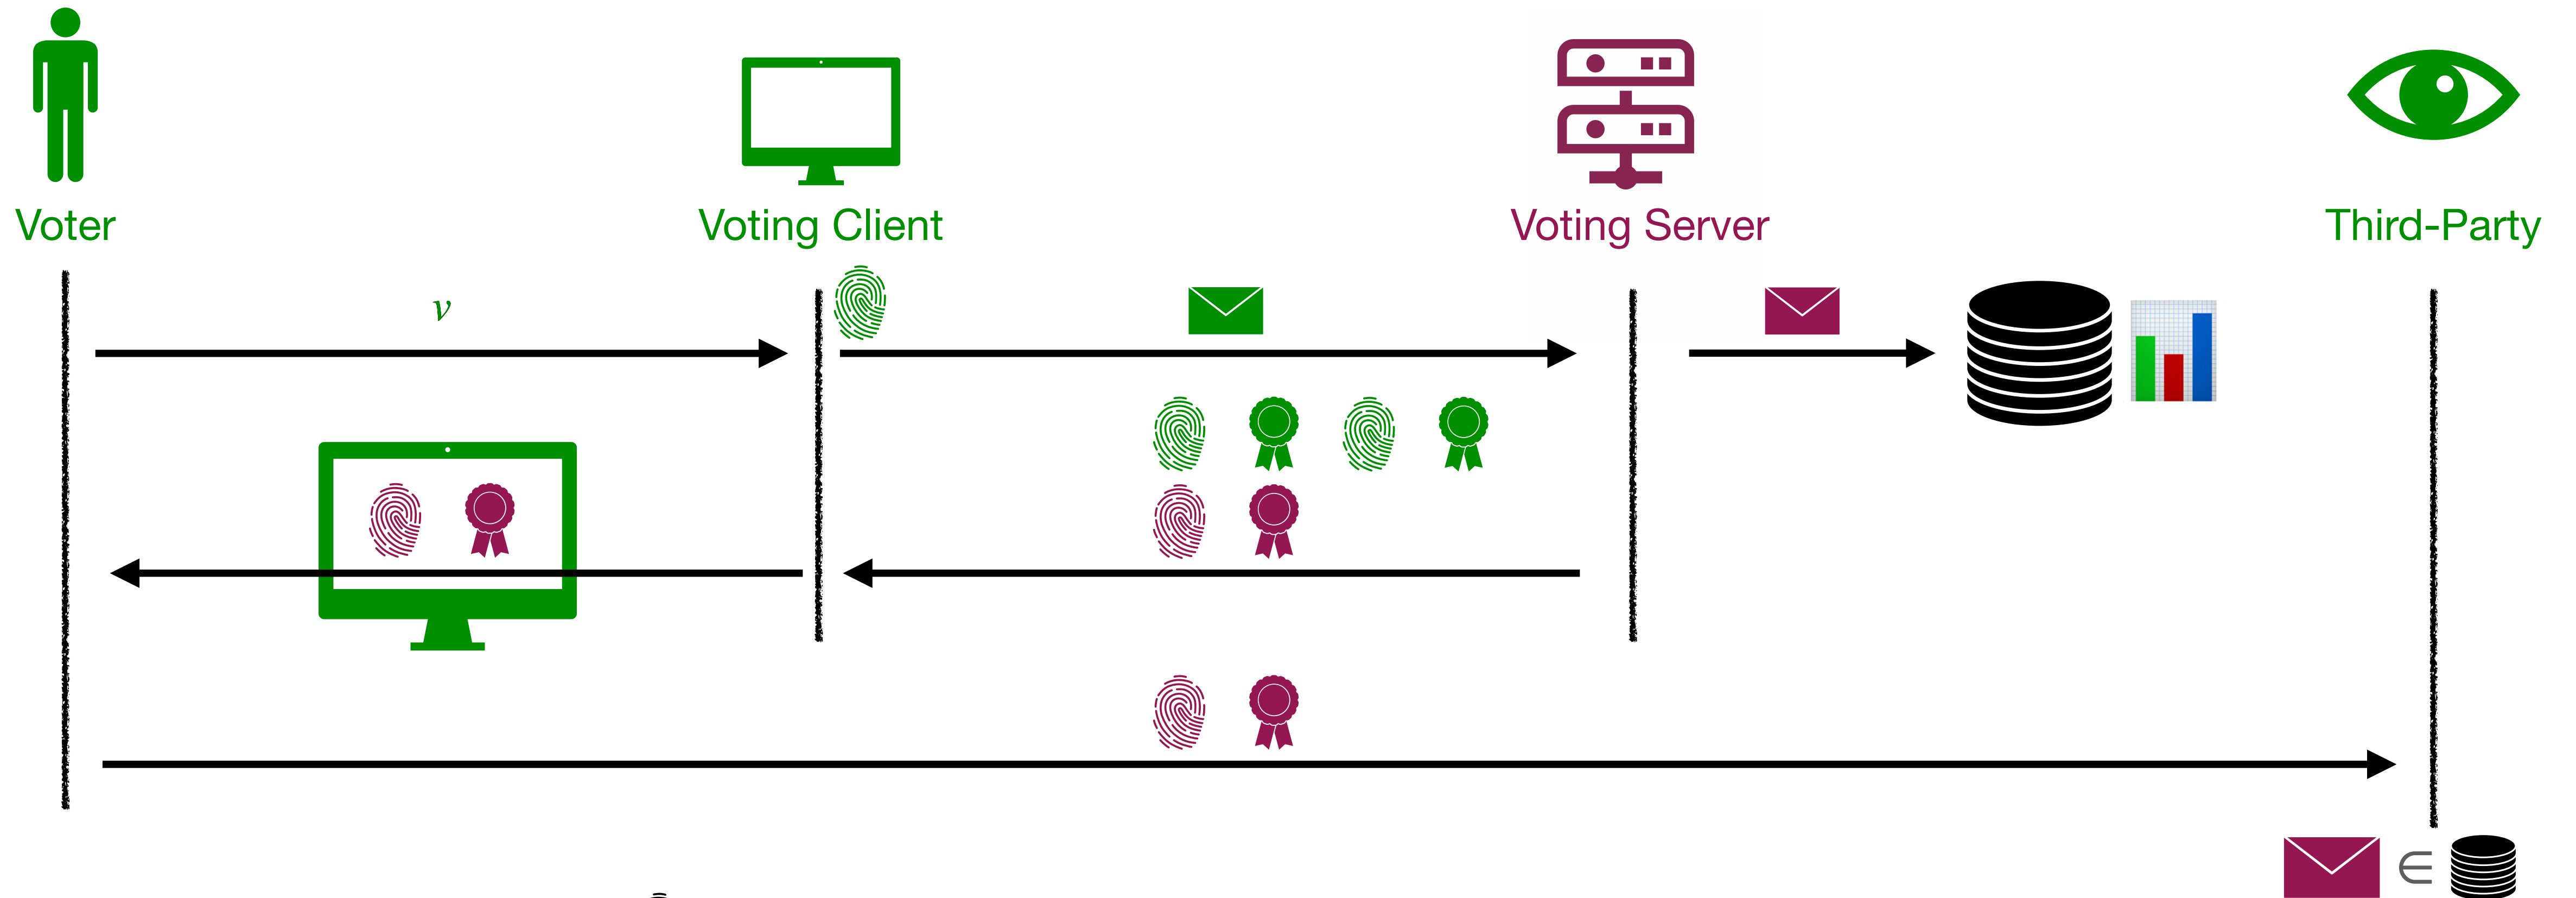 Voter
Voting Client
Voting Server
Third-Party
v
∈